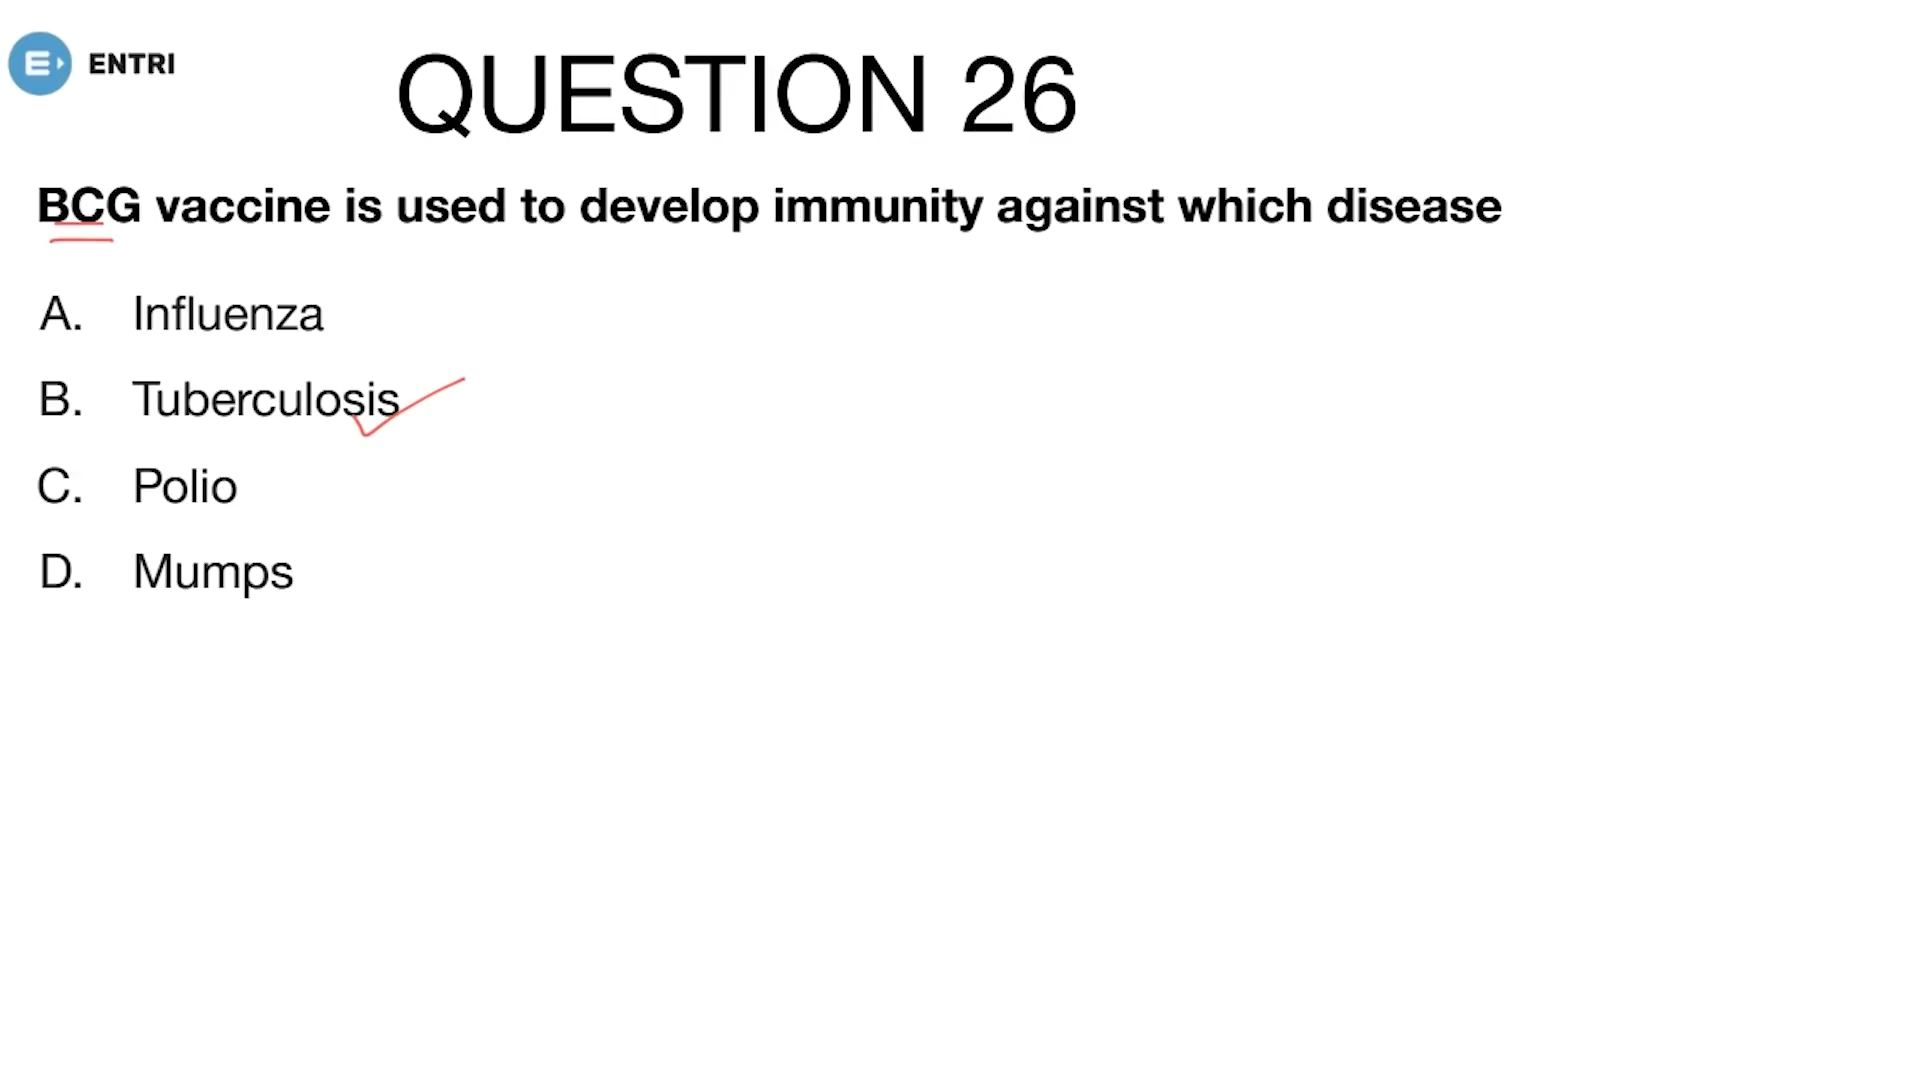 ENTRI
QUESTION 26
BCG vaccine is used to develop immunity against which disease
A. Influenza
B. Tuberculosis
C. Polio
D. Mumps